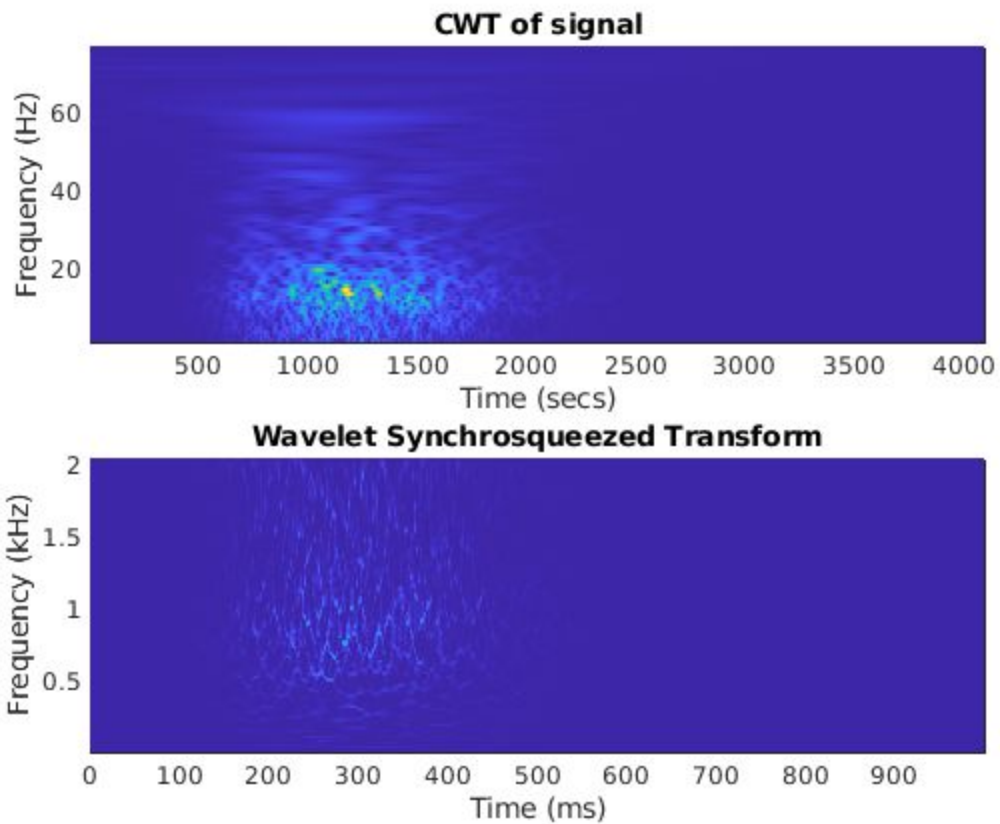 CWT of signal
Frequency (Hz)
60
40
20
500 1000 1500 2000 2500 3000 3500 4000
Time (secs)
Wavelet Synchrosqueezed Transform
Frequency (kHz)
2
1.5
1
0.5
0 100 200 300 400 500 600 700 800 900
Time (ms)